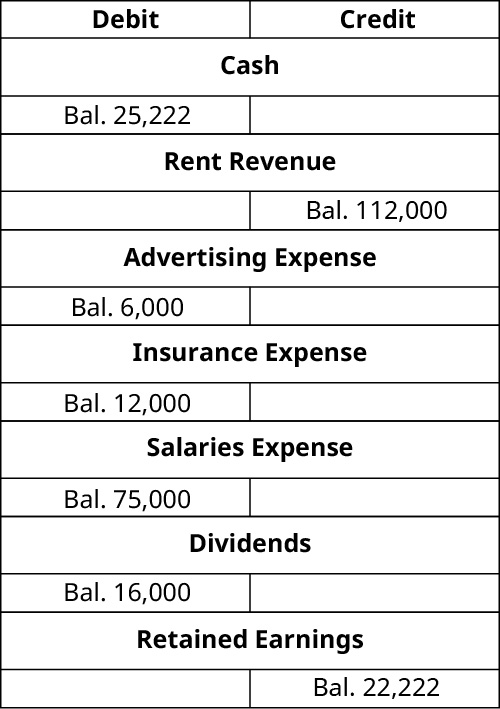 Debit Credit
Cash
Bal. 25,222
Rent Revenue
Bal. 112,000
Advertising Expense
Bal. 6,000
Insurance Expense
Bal. 12,000
Salaries Expense
Bal. 75,000
Dividends
Bal. 16,000
Retained Earnings
Bal. 22,222